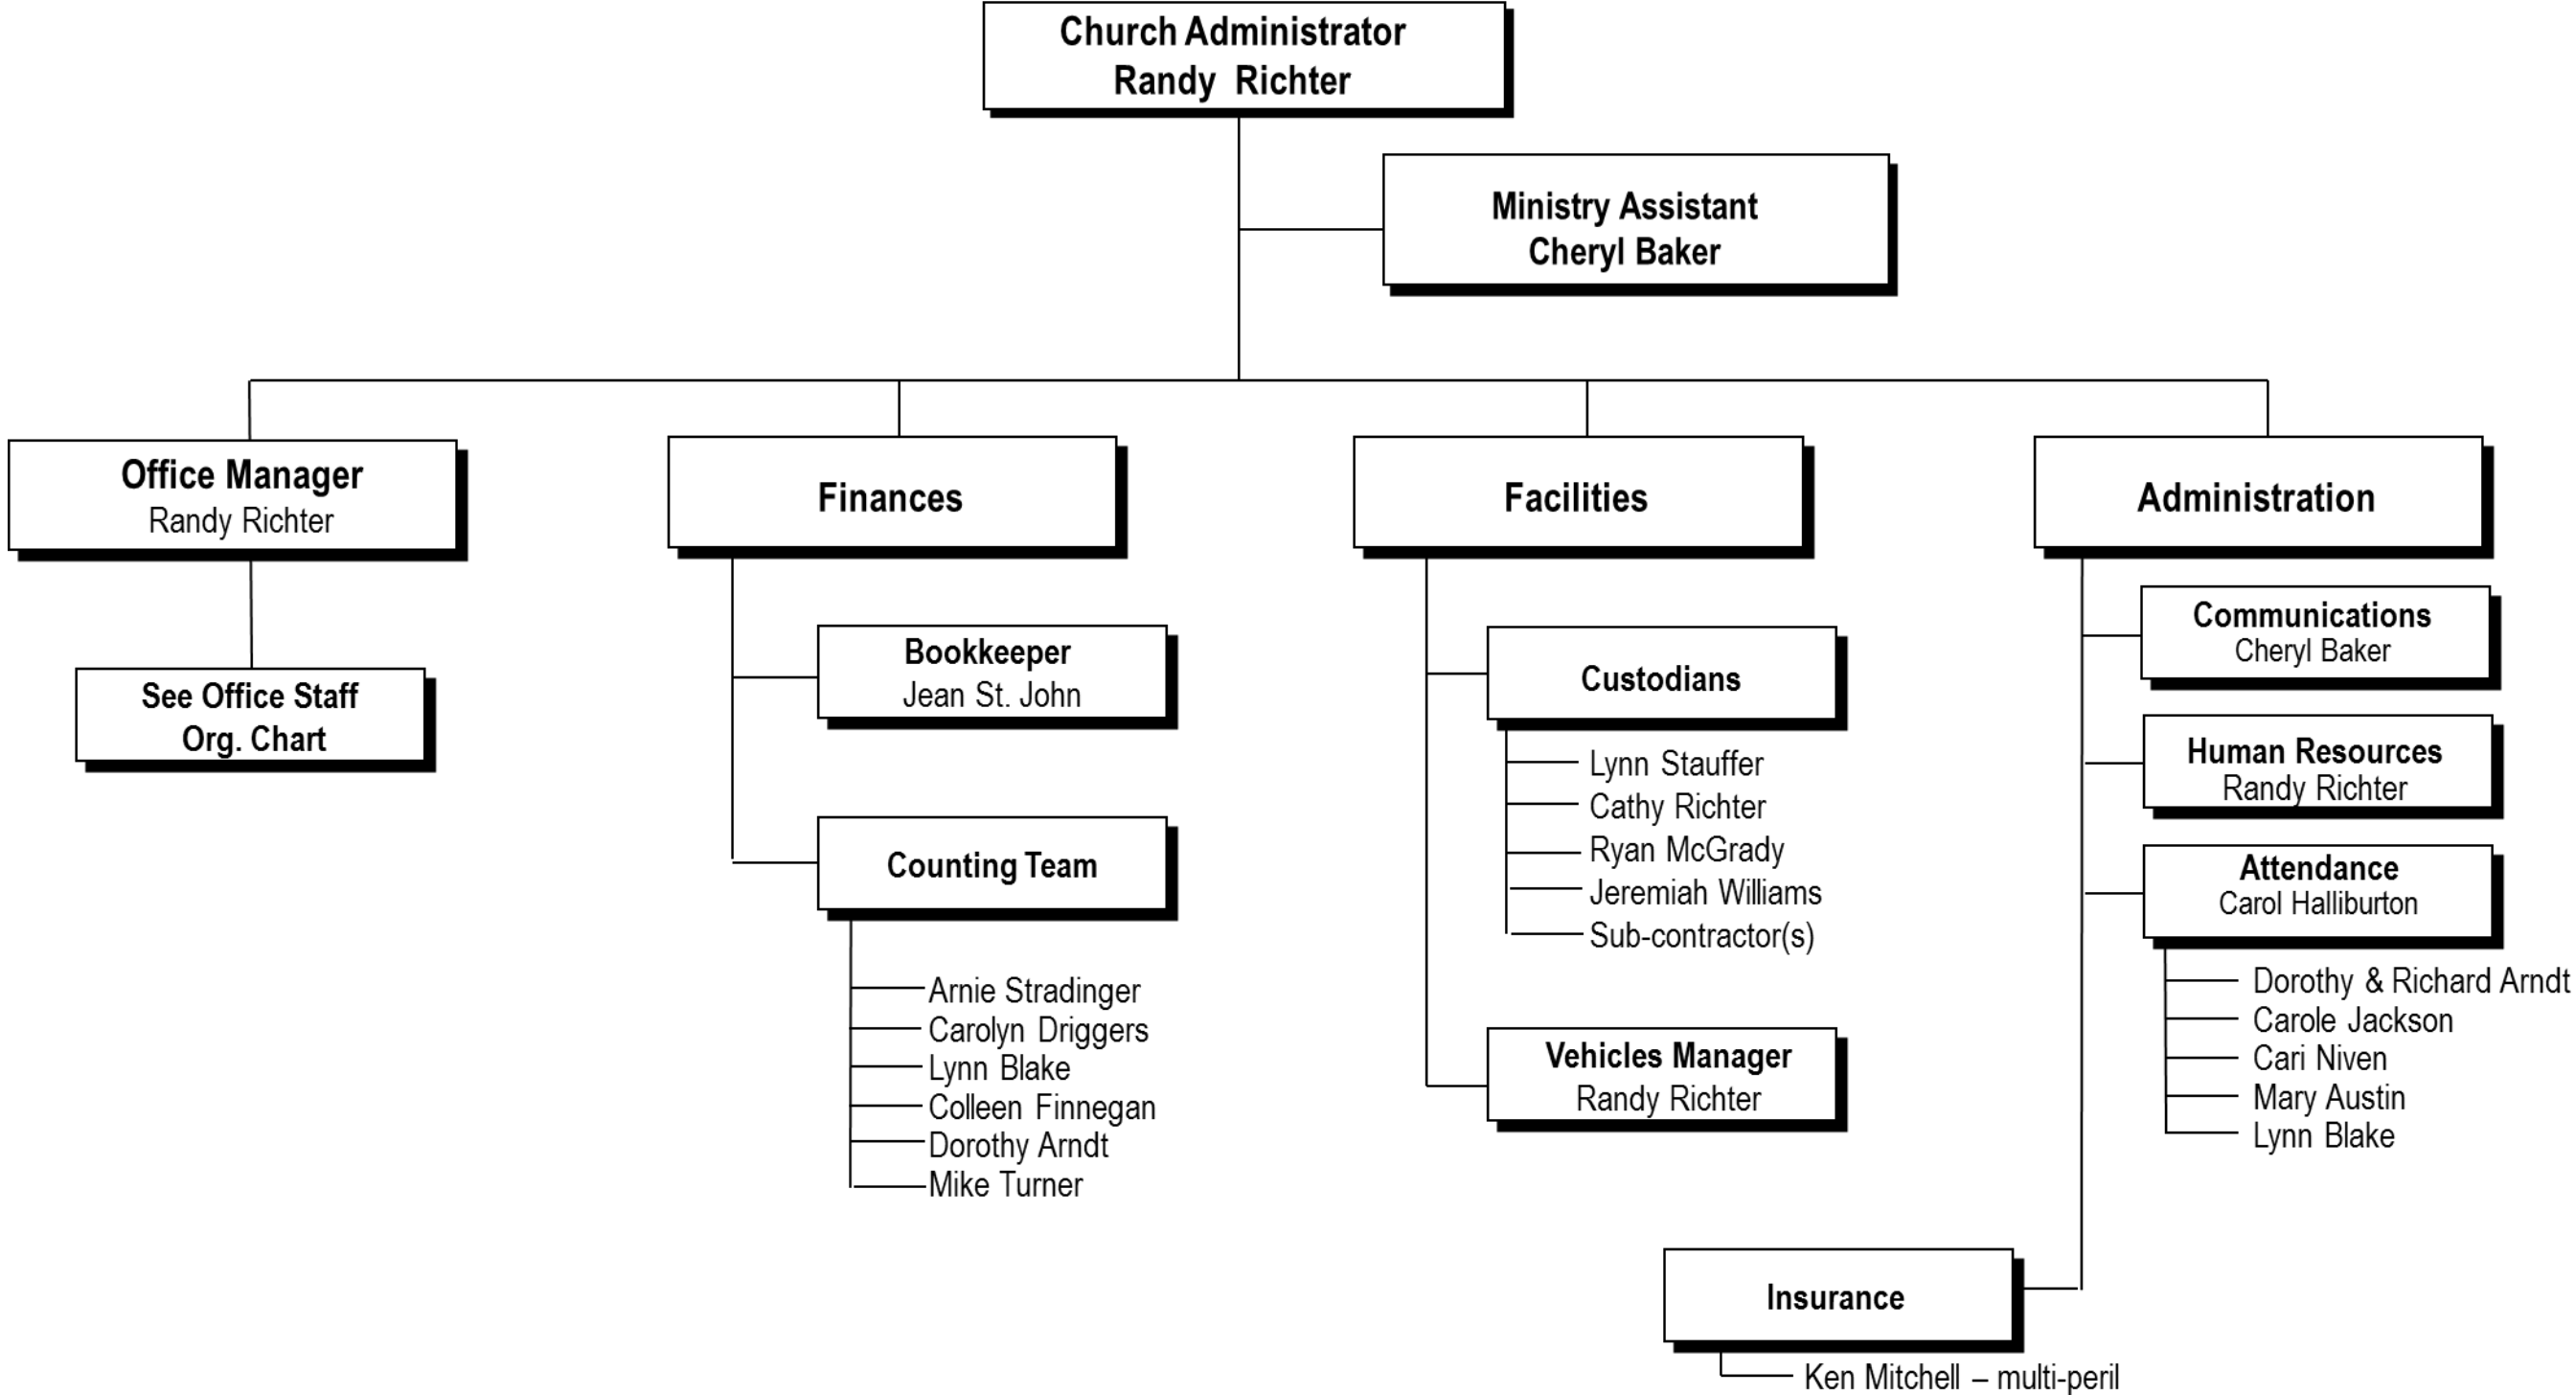 Church Administrator
Randy Richter
Ministry Assistant
Cheryl Baker
Office Manager
Randy Richter
See Office Staff
Org. Chart
Finances
Bookkeeper
Jean St. John
Counting Team
Arnie Stradinger
Carolyn Driggers
Lynn Blake
Colleen Finnegan
Dorothy Arndt
Mike Turner
Facilities
Custodians
Lynn Stauffer
Cathy Richter
Ryan McGrady
Jeremiah Williams
Sub-contractor(s)
Vehicles Manager
Randy Richter
Administration
Communications
Cheryl Baker
Human Resources
Randy Richter
Attendance
Carol Halliburton
Dorothy & Richard Arndt
Carole Jackson
Cari Niven
Mary Austin
Lynn Blake
Insurance
Ken Mitchell – multi-peril